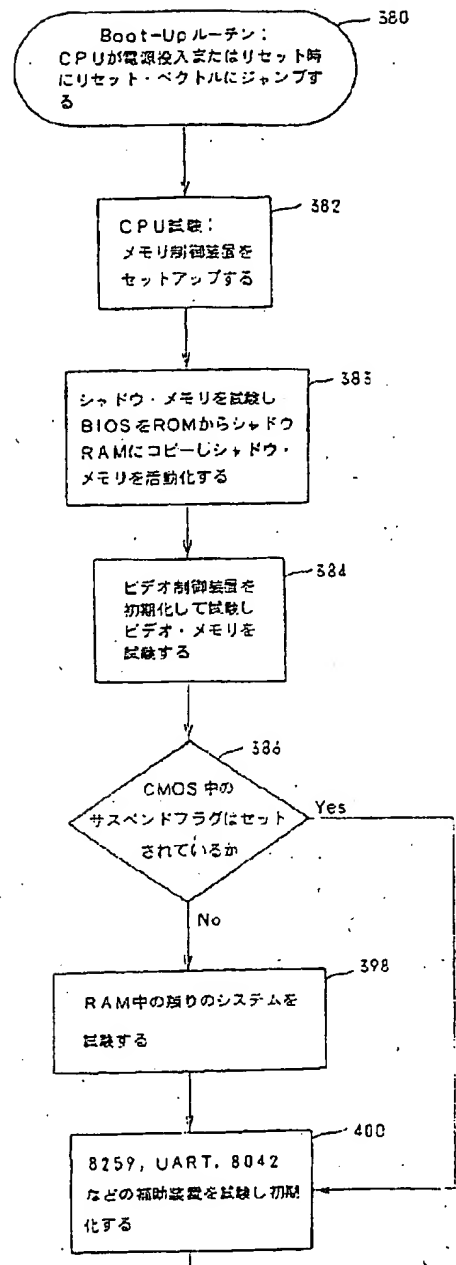 Boot-Upルーチン：
CPUが電源投入またはリセット時
にリセット・ベクトルにジャンプす
る
380
CPU試験：
メモリ制御装置を
セットアップする
382
シャドウ・メモリを試験し
BIOSをROMからシャドウ
RAMにコピーしシャドウ・
メモリを活動化する
383
ビデオ制御装置を
初期化して試験し
ビデオ・メモリを
試験する
384
CMOS中の
サスペンドフラグはセット
されているか
386
Yes
No
RAM中の残りのシステムを
試験する
398
8259, UART. 8042
などの補助装置を試験し初期
化する
400